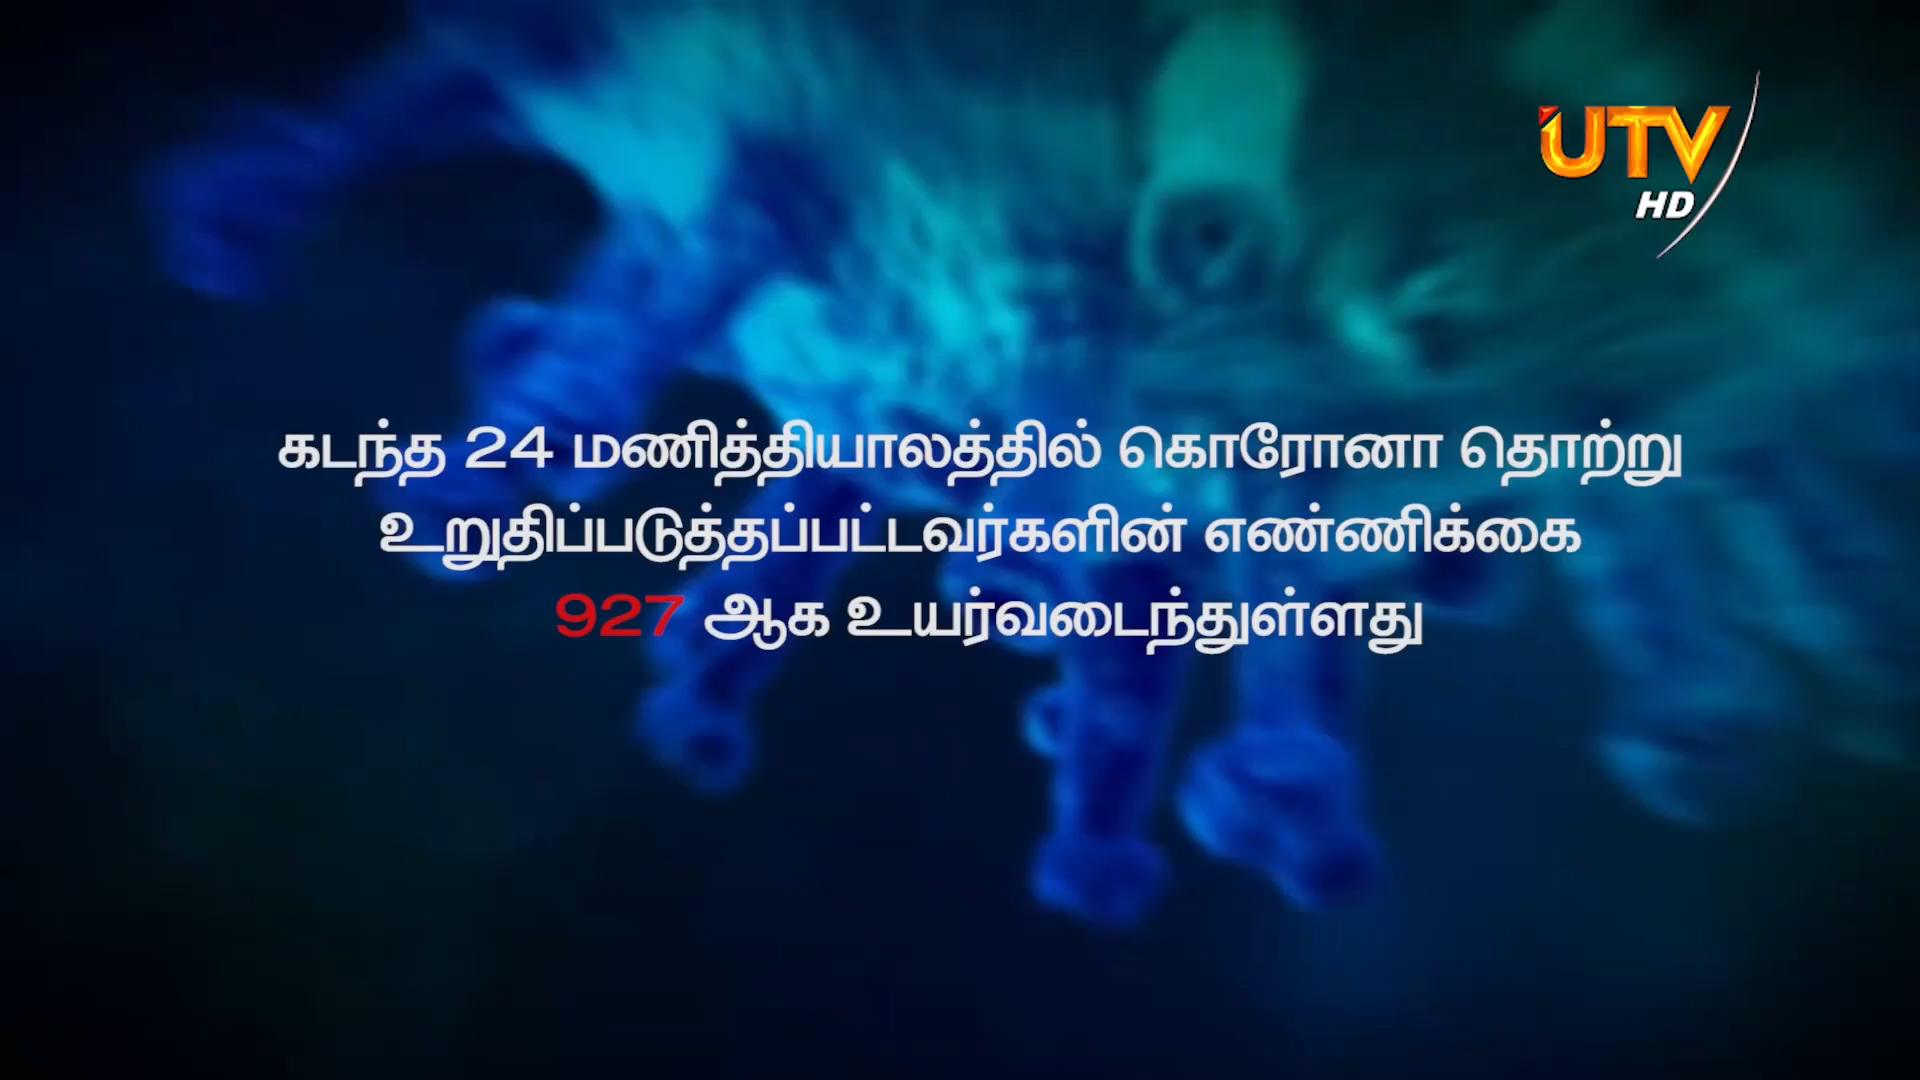 UTV
HD
கடந்த 24 மணித்தியாலத்தில் கொரோனா தொற்று
உறுதிப்படுத்தப்பட்டவர்களின் எண்ணிக்கை
927 ஆக உயர்வடைந்துள்ளது